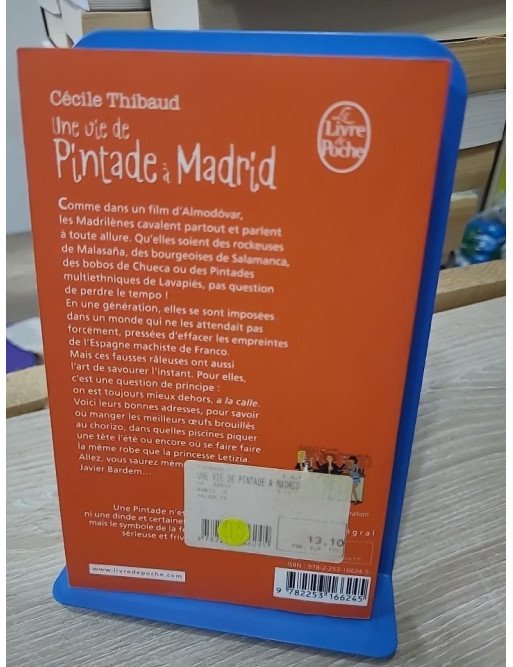 Cécile Thibaud
Une vie de
Pintade à Madrid
Le
Livre
de
Poche
Comme dans un film d'Almodóvar,
les Madrilènes cavalent partout et parlent
à toute allure. Qu'elles soient des rockeuses
de Malasaña, des bourgeoises de Salamanca,
des bobos de Chueca ou des Pintades
multiethniques de Lavapiés, pas question
de perdre le tempo !
En une génération, elles se sont imposées
dans un monde qui ne les attendait pas
forcément, pressées d'effacer les empreintes
de l'Espagne machiste de Franco.
Mais ces fausses râleuses ont aussi
l'art de savourer l'instant. Pour elles,
c'est une question de principe :
on est toujours mieux dehors, a la calle.
Voici leurs bonnes adresses, pour savoir
où manger les meilleurs œufs brouillés
au chorizo, dans quelles piscines piquer
une tête l'été ou encore où se faire faire
la même robe que la princesse Letizia.
Allez, vous saurez mêm
Javier Bardem...
UNE VIE DE PINTADE A MADRID
13,10
9 782253 166245
Une Pintade n'es
ni une dinde et certaine
mais le symbole de la fe
sérieuse et friv
gral
www.livredepoche.com
ISBN : 978-2-253-16624-5
9 782253 166245